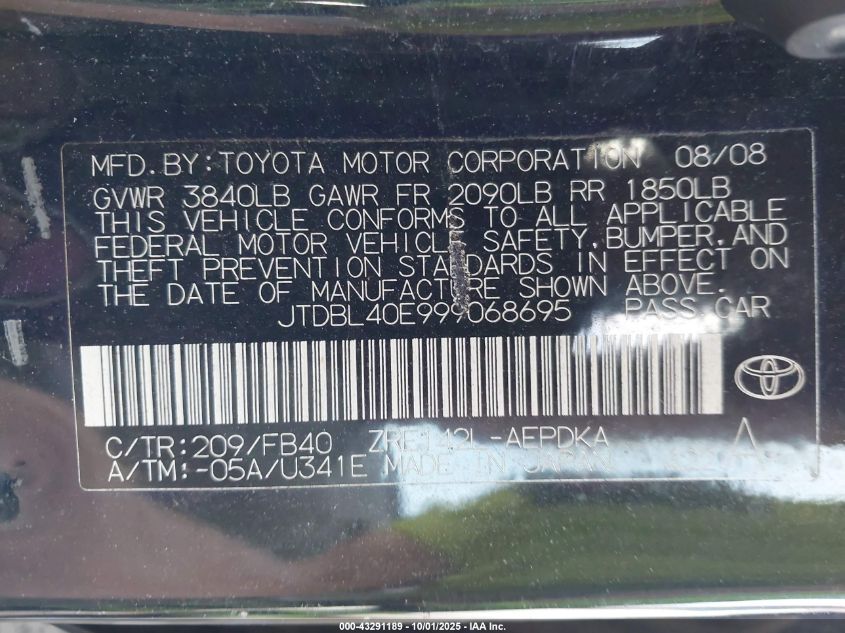 MFD.BY:TOYOTA MOTOR CORPORATION 08/08
GVWR 3840LB GAWR FR 2090LB RR 1850LB
THIS VEHICLE CONFORMS TO ALL APPLICABLE
FEDERAL MOTOR VEHICLE SAFETY,BUMPER,AND
THEFT PREVENTION STANDARDS IN EFFECT ON
THE DATE OF MANUFACTURE SHOWN ABOVE.
JTDBL40E999068695 PASS.CAR
C/TR:209/FB40 ZRE142L-AEPDKA A
A/TM:-05A/U341E MADE IN JAPAN
000-43291189 - 10/01/2025 - IAA Inc.